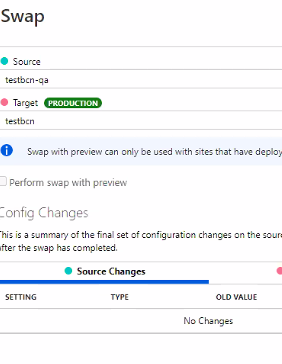 Swap
Source
testbcn-qa
Target PRODUCTION
testbcn
Swap with preview can only be used with sites that have deploy
Perform swap with preview
Config Changes
This is a summary of the final set of configuration changes on the sourc
after the swap has completed.
Source Changes
SETTING TYPE OLD VALUE
No Changes